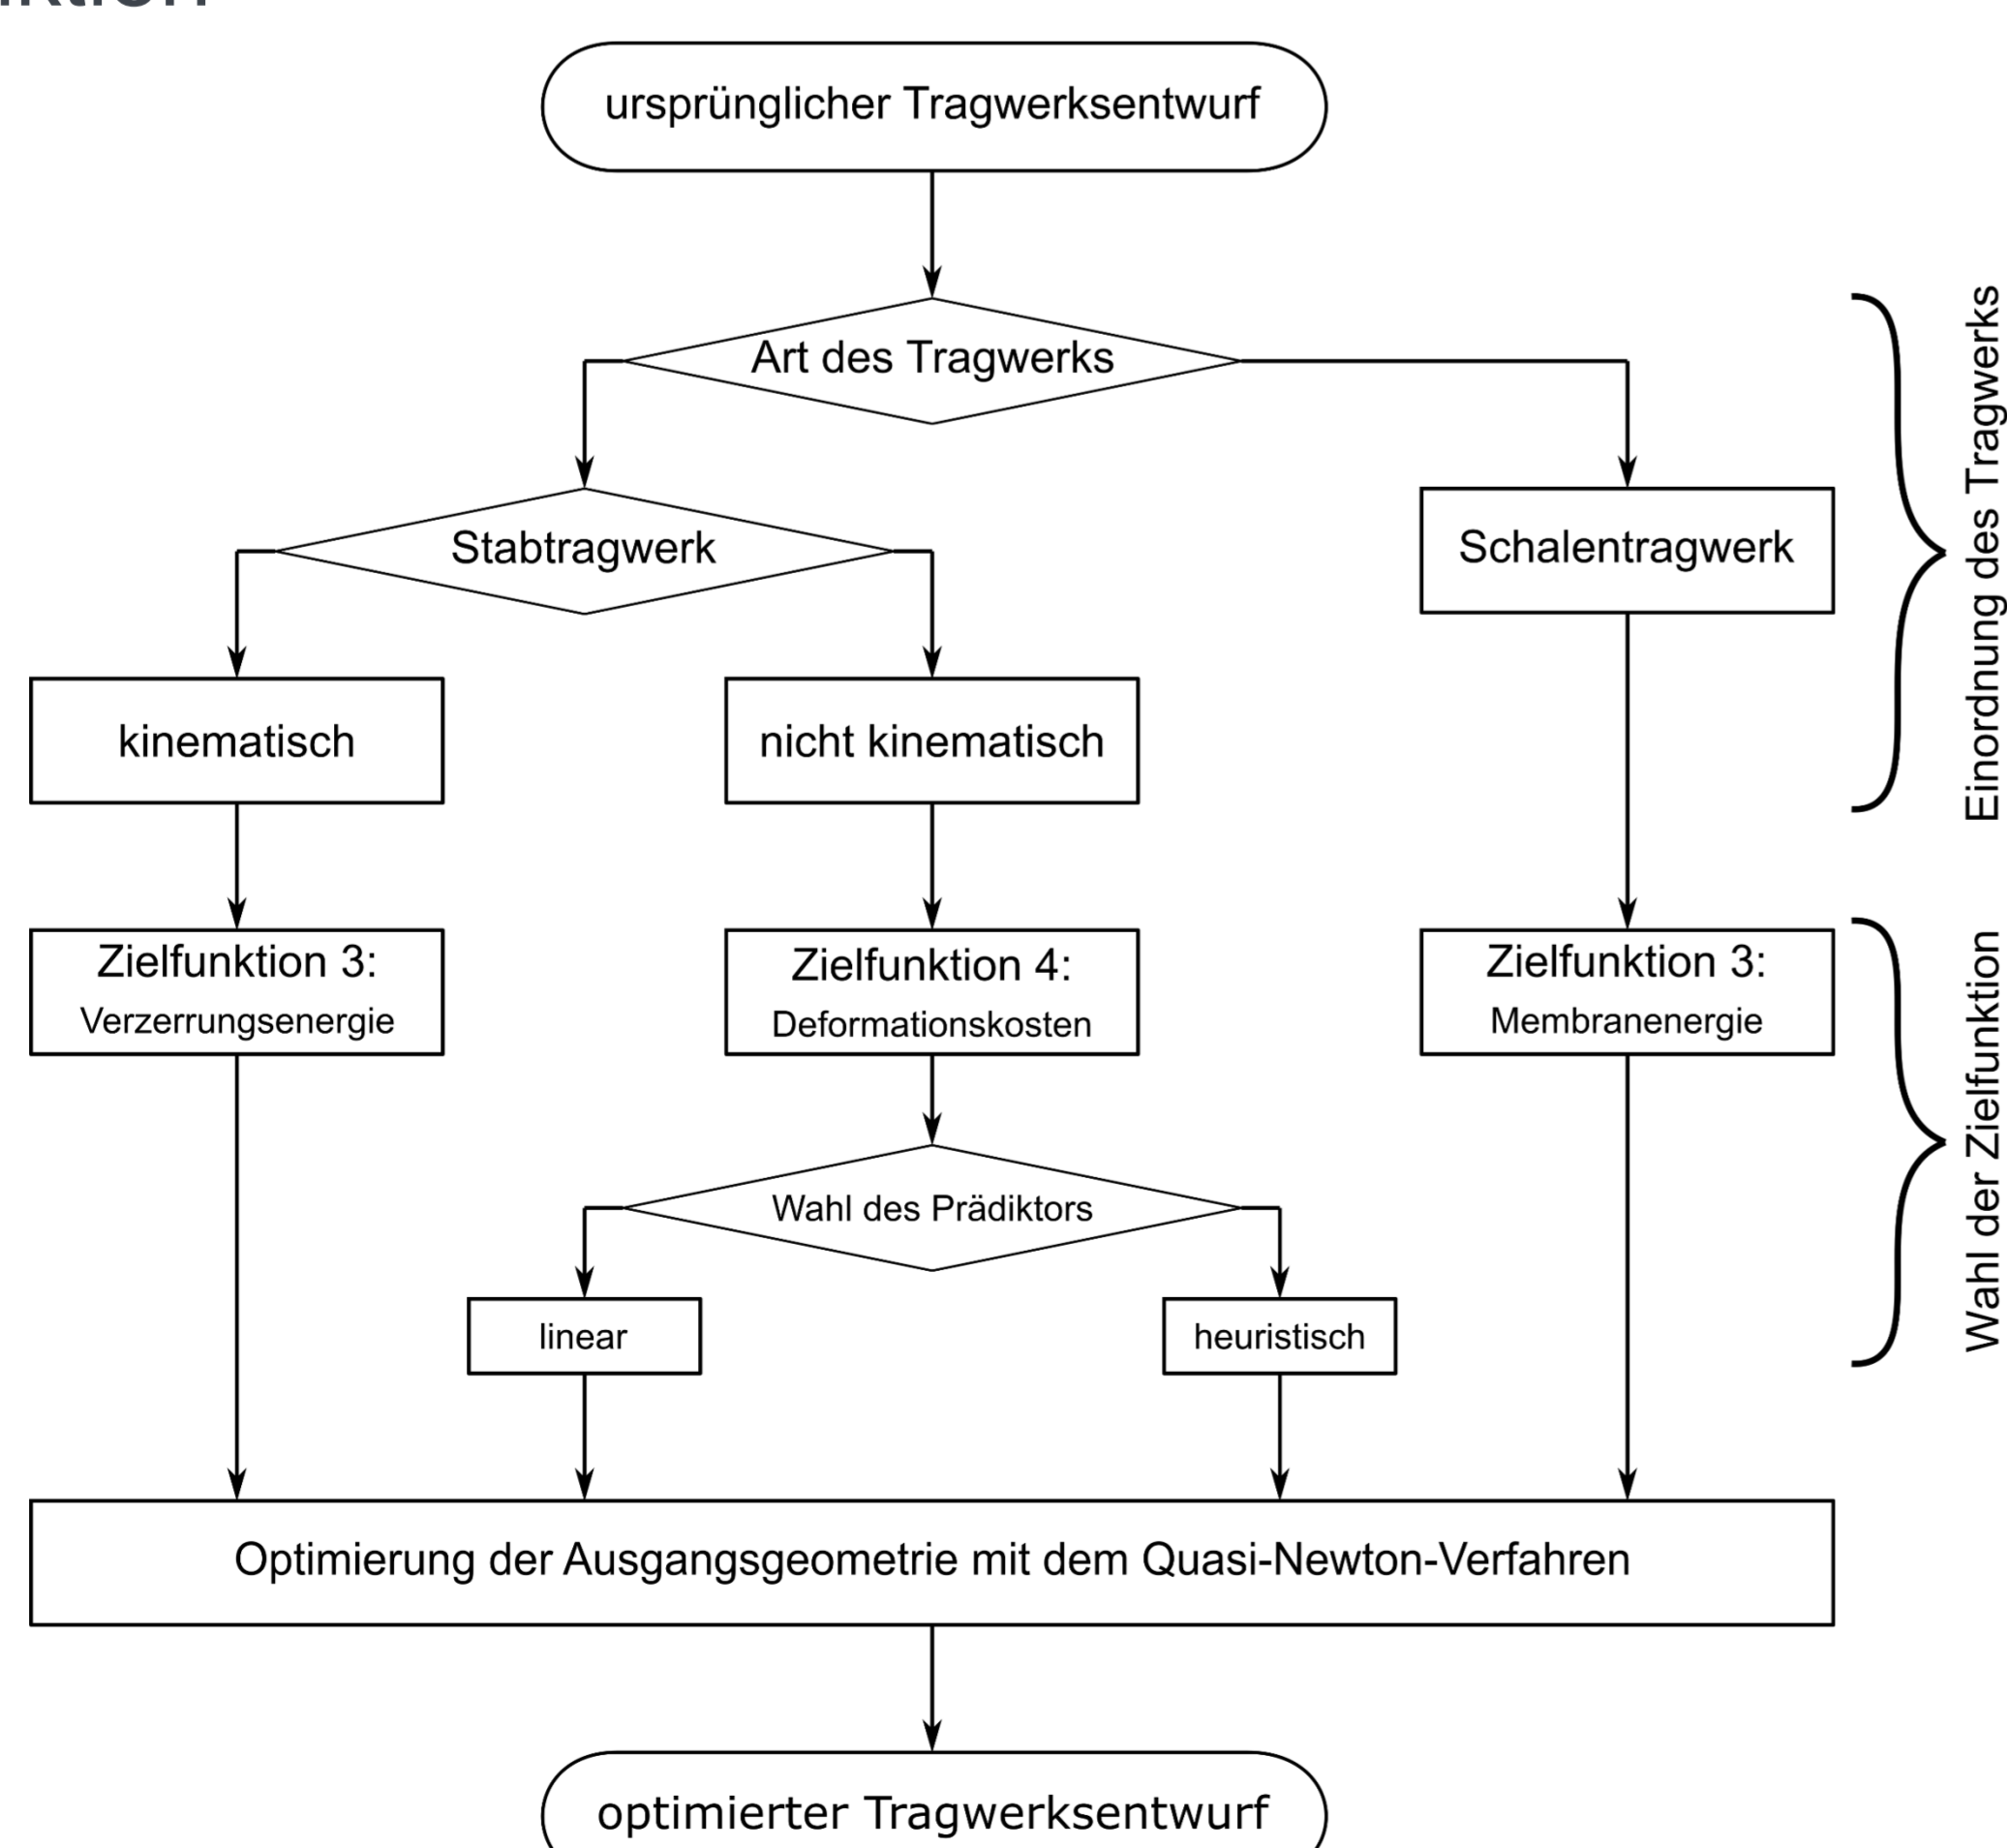 ursprünglicher Tragwerksentwurf
Art des Tragwerks
Stabtragwerk
Schalentragwerk
kinematisch
nicht kinematisch
Einordnung des Tragwerks
Zielfunktion 3:
Verzerrungsenergie
Zielfunktion 4:
Deformationskosten
Zielfunktion 3:
Membranenergie
Wahl des Prädiktors
linear
heuristisch
Wahl der Zielfunktion
Optimierung der Ausgangsgeometrie mit dem Quasi-Newton-Verfahren
optimierter Tragwerksentwurf